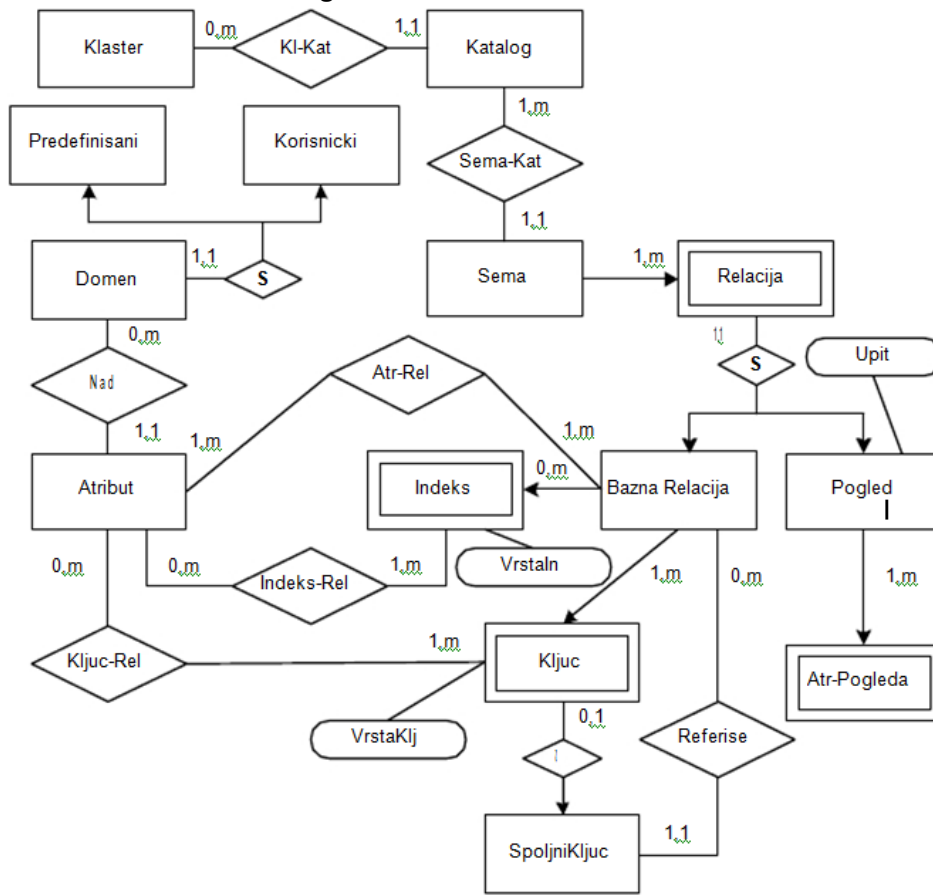 0,m
1,1
Klaster
Kl-Kat
Katalog
1,m
Predefinisani
Korisnicki
Sema-Kat
1,1
1,1
Domen
S
Sema
1,m
Relacija
0,m
1,1
Upit
Nad
Atr-Rel
S
1,1
1,m
1,m
Atribut
0,m
Indeks
Bazna Relacija
Pogled
0,m
0,m
Indeks-Rel
1,m
VrstaIn
1,m
0,m
1,m
Kljuc-Rel
1,m
Kljuc
Atr-Pogleda
VrstaKlj
0,1
Referise
SpoljniKljuc
1,1